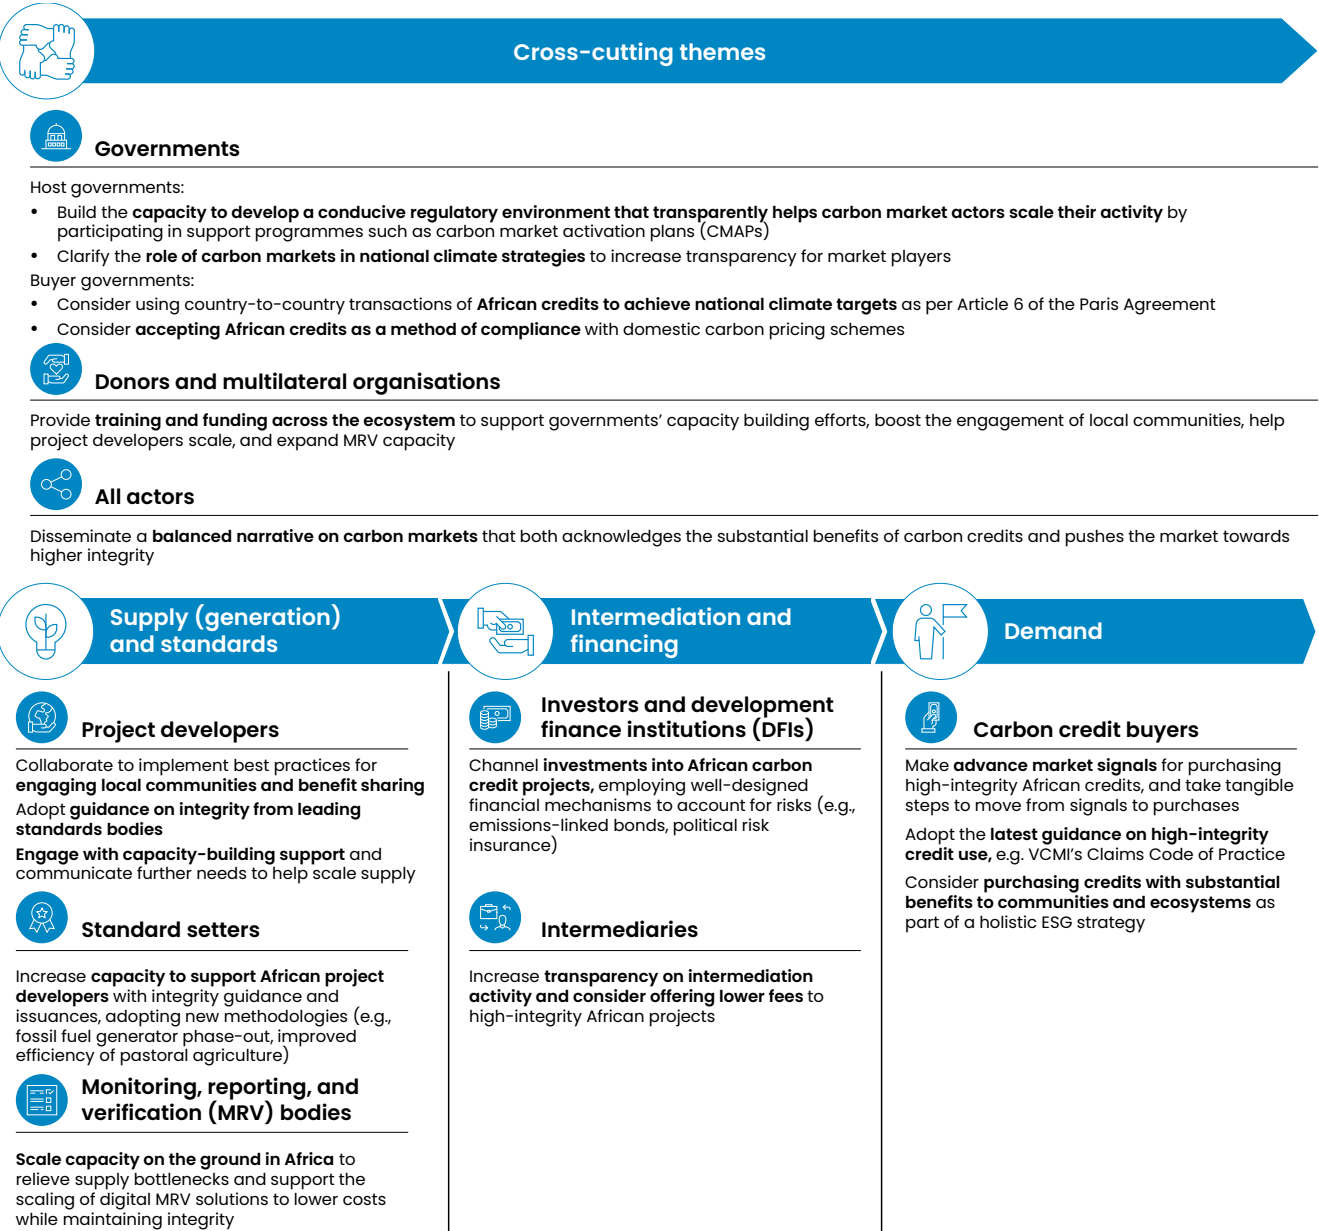 Cross-cutting themes
Governments
Host governments:
• Build the capacity to develop a conducive regulatory environment that transparently helps carbon market actors scale their activity by
participating in support programmes such as carbon market activation plans (CMAPs)
• Clarify the role of carbon markets in national climate strategies to increase transparency for market players
Buyer governments:
• Consider using country-to-country transactions of African credits to achieve national climate targets as per Article 6 of the Paris Agreement
• Consider accepting African credits as a method of compliance with domestic carbon pricing schemes
Donors and multilateral organisations
Provide training and funding across the ecosystem to support governments’ capacity building efforts, boost the engagement of local communities, help
project developers scale, and expand MRV capacity
All actors
Disseminate a balanced narrative on carbon markets that both acknowledges the substantial benefits of carbon credits and pushes the market towards
higher integrity
Supply (generation)
and standards
Project developers
Collaborate to implement best practices for
engaging local communities and benefit sharing
Adopt guidance on integrity from leading
standards bodies
Engage with capacity-building support and
communicate further needs to help scale supply
Standard setters
Increase capacity to support African project
developers with integrity guidance and
issuances, adopting new methodologies (e.g.,
fossil fuel generator phase-out, improved
efficiency of pastoral agriculture)
Monitoring, reporting, and
verification (MRV) bodies
Scale capacity on the ground in Africa to
relieve supply bottlenecks and support the
scaling of digital MRV solutions to lower costs
while maintaining integrity
Intermediation and
financing
Investors and development
finance institutions (DFIs)
Channel investments into African carbon
credit projects, employing well-designed
financial mechanisms to account for risks (e.g.,
emissions-linked bonds, political risk
insurance)
Intermediaries
Increase transparency on intermediation
activity and consider offering lower fees to
high-integrity African projects
Demand
Carbon credit buyers
Make advance market signals for purchasing
high-integrity African credits, and take tangible
steps to move from signals to purchases
Adopt the latest guidance on high-integrity
credit use, e.g. VCMI’s Claims Code of Practice
Consider purchasing credits with substantial
benefits to communities and ecosystems as
part of a holistic ESG strategy